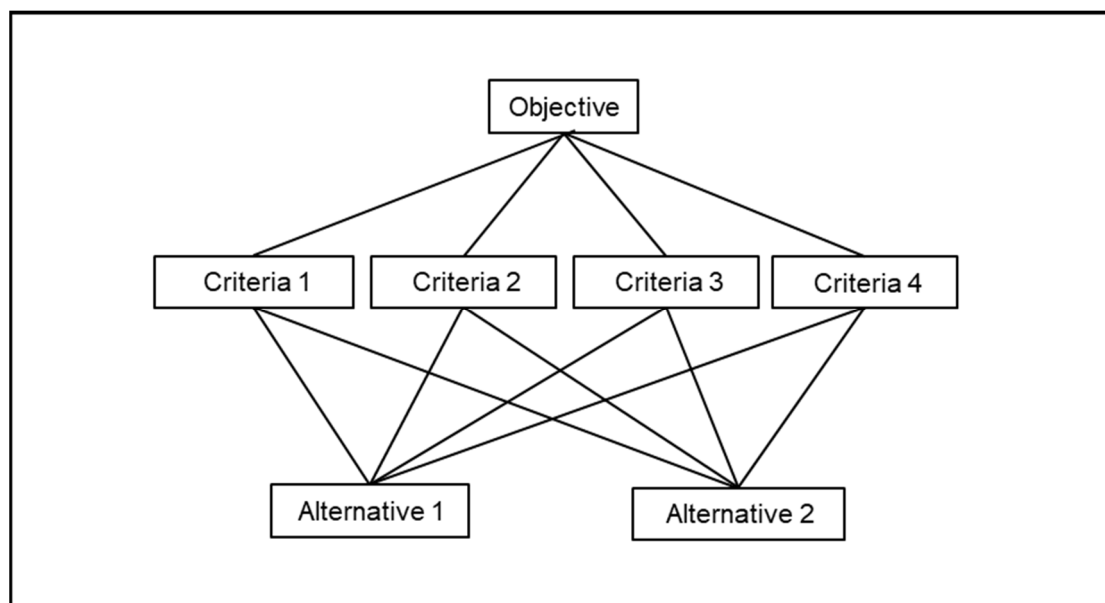 Objective
Criteria 1
Criteria 2
Criteria 3
Criteria 4
Alternative 1
Alternative 2